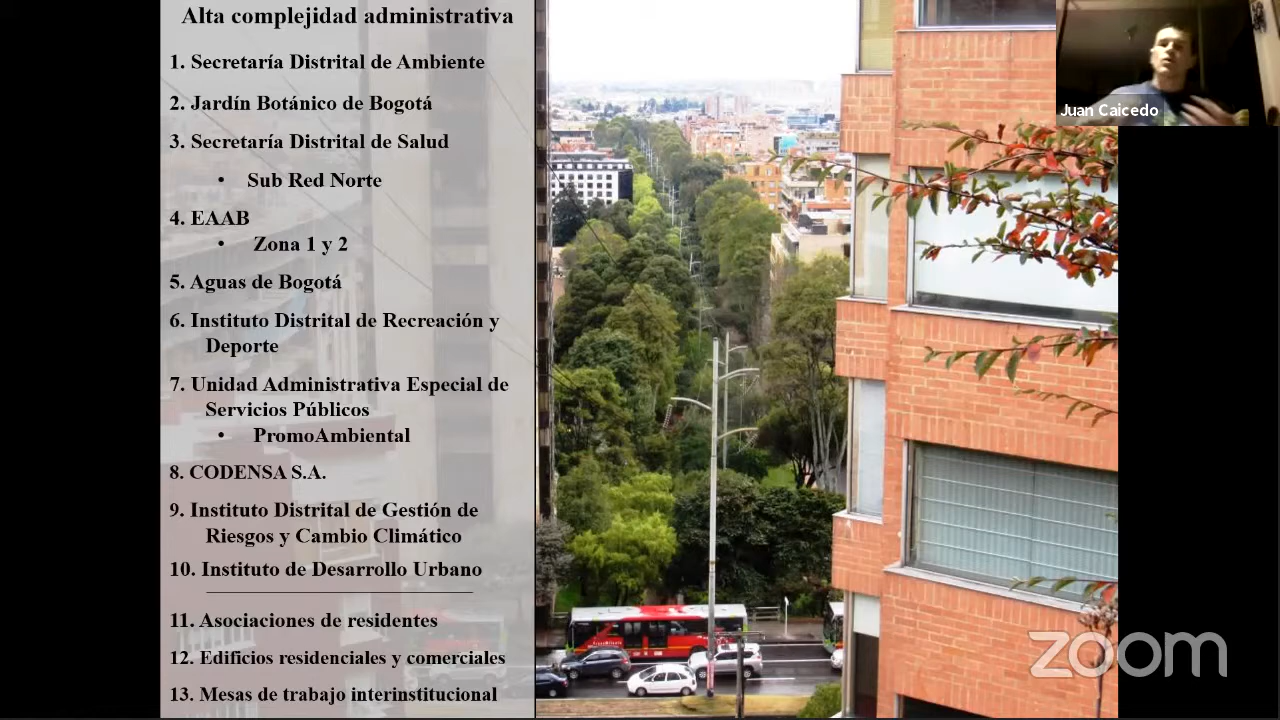 Alta complejidad administrativa
1. Secretaría Distrital de Ambiente
2. Jardín Botánico de Bogotá
3. Secretaría Distrital de Salud
• Sub Red Norte
4. EAAB
• Zona 1 y 2
5. Aguas de Bogotá
6. Instituto Distrital de Recreación y
Deporte
7. Unidad Administrativa Especial de
Servicios Públicos
• PromoAmbiental
8. CODENSA S.A.
9. Instituto Distrital de Gestión de
Riesgos y Cambio Climático
10. Instituto de Desarrollo Urbano
11. Asociaciones de residentes
12. Edificios residenciales y comerciales
13. Mesas de trabajo interinstitucional
Juan Caicedo
zoom